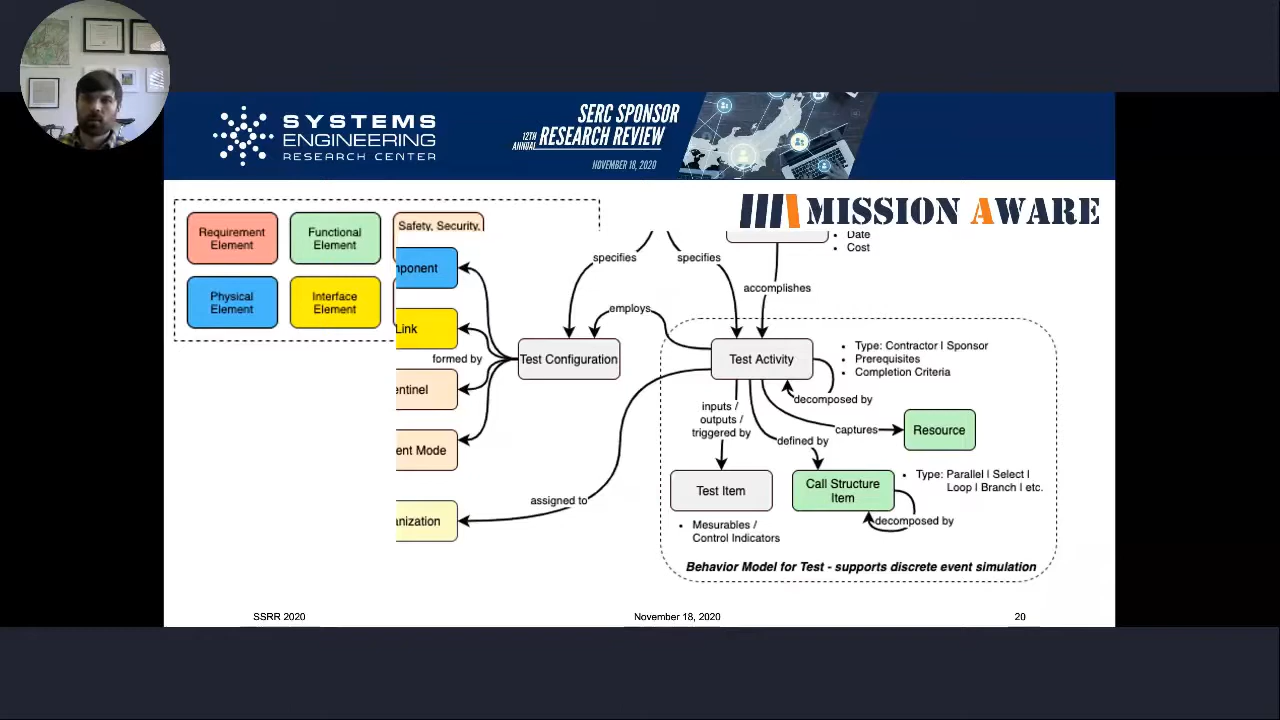 SYSTEMS
ENGINEERING
RESEARCH CENTER
12TH
ANNUAL
SERC SPONSOR
RESEARCH REVIEW
NOVEMBER 18, 2020
MISSION AWARE
Requirement
Element
Functional
Element
Safety, Security,
Physical
Element
Interface
Element
Date
Cost
specifies
specifies
accomplishes
employs
mponent
Link
formed by
entinel
ent Mode
anization
Test Configuration
Test Activity
Type: Contractor | Sponsor
Prerequisites
Completion Criteria
decomposed by
inputs /
outputs /
triggered by
captures
defined by
Resource
Test Item
Call Structure
Item
Type: Parallel | Select |
Loop | Branch | etc.
decomposed by
assigned to
Mesurables /
Control Indicators
Behavior Model for Test - supports discrete event simulation
SSRR 2020
November 18, 2020
20